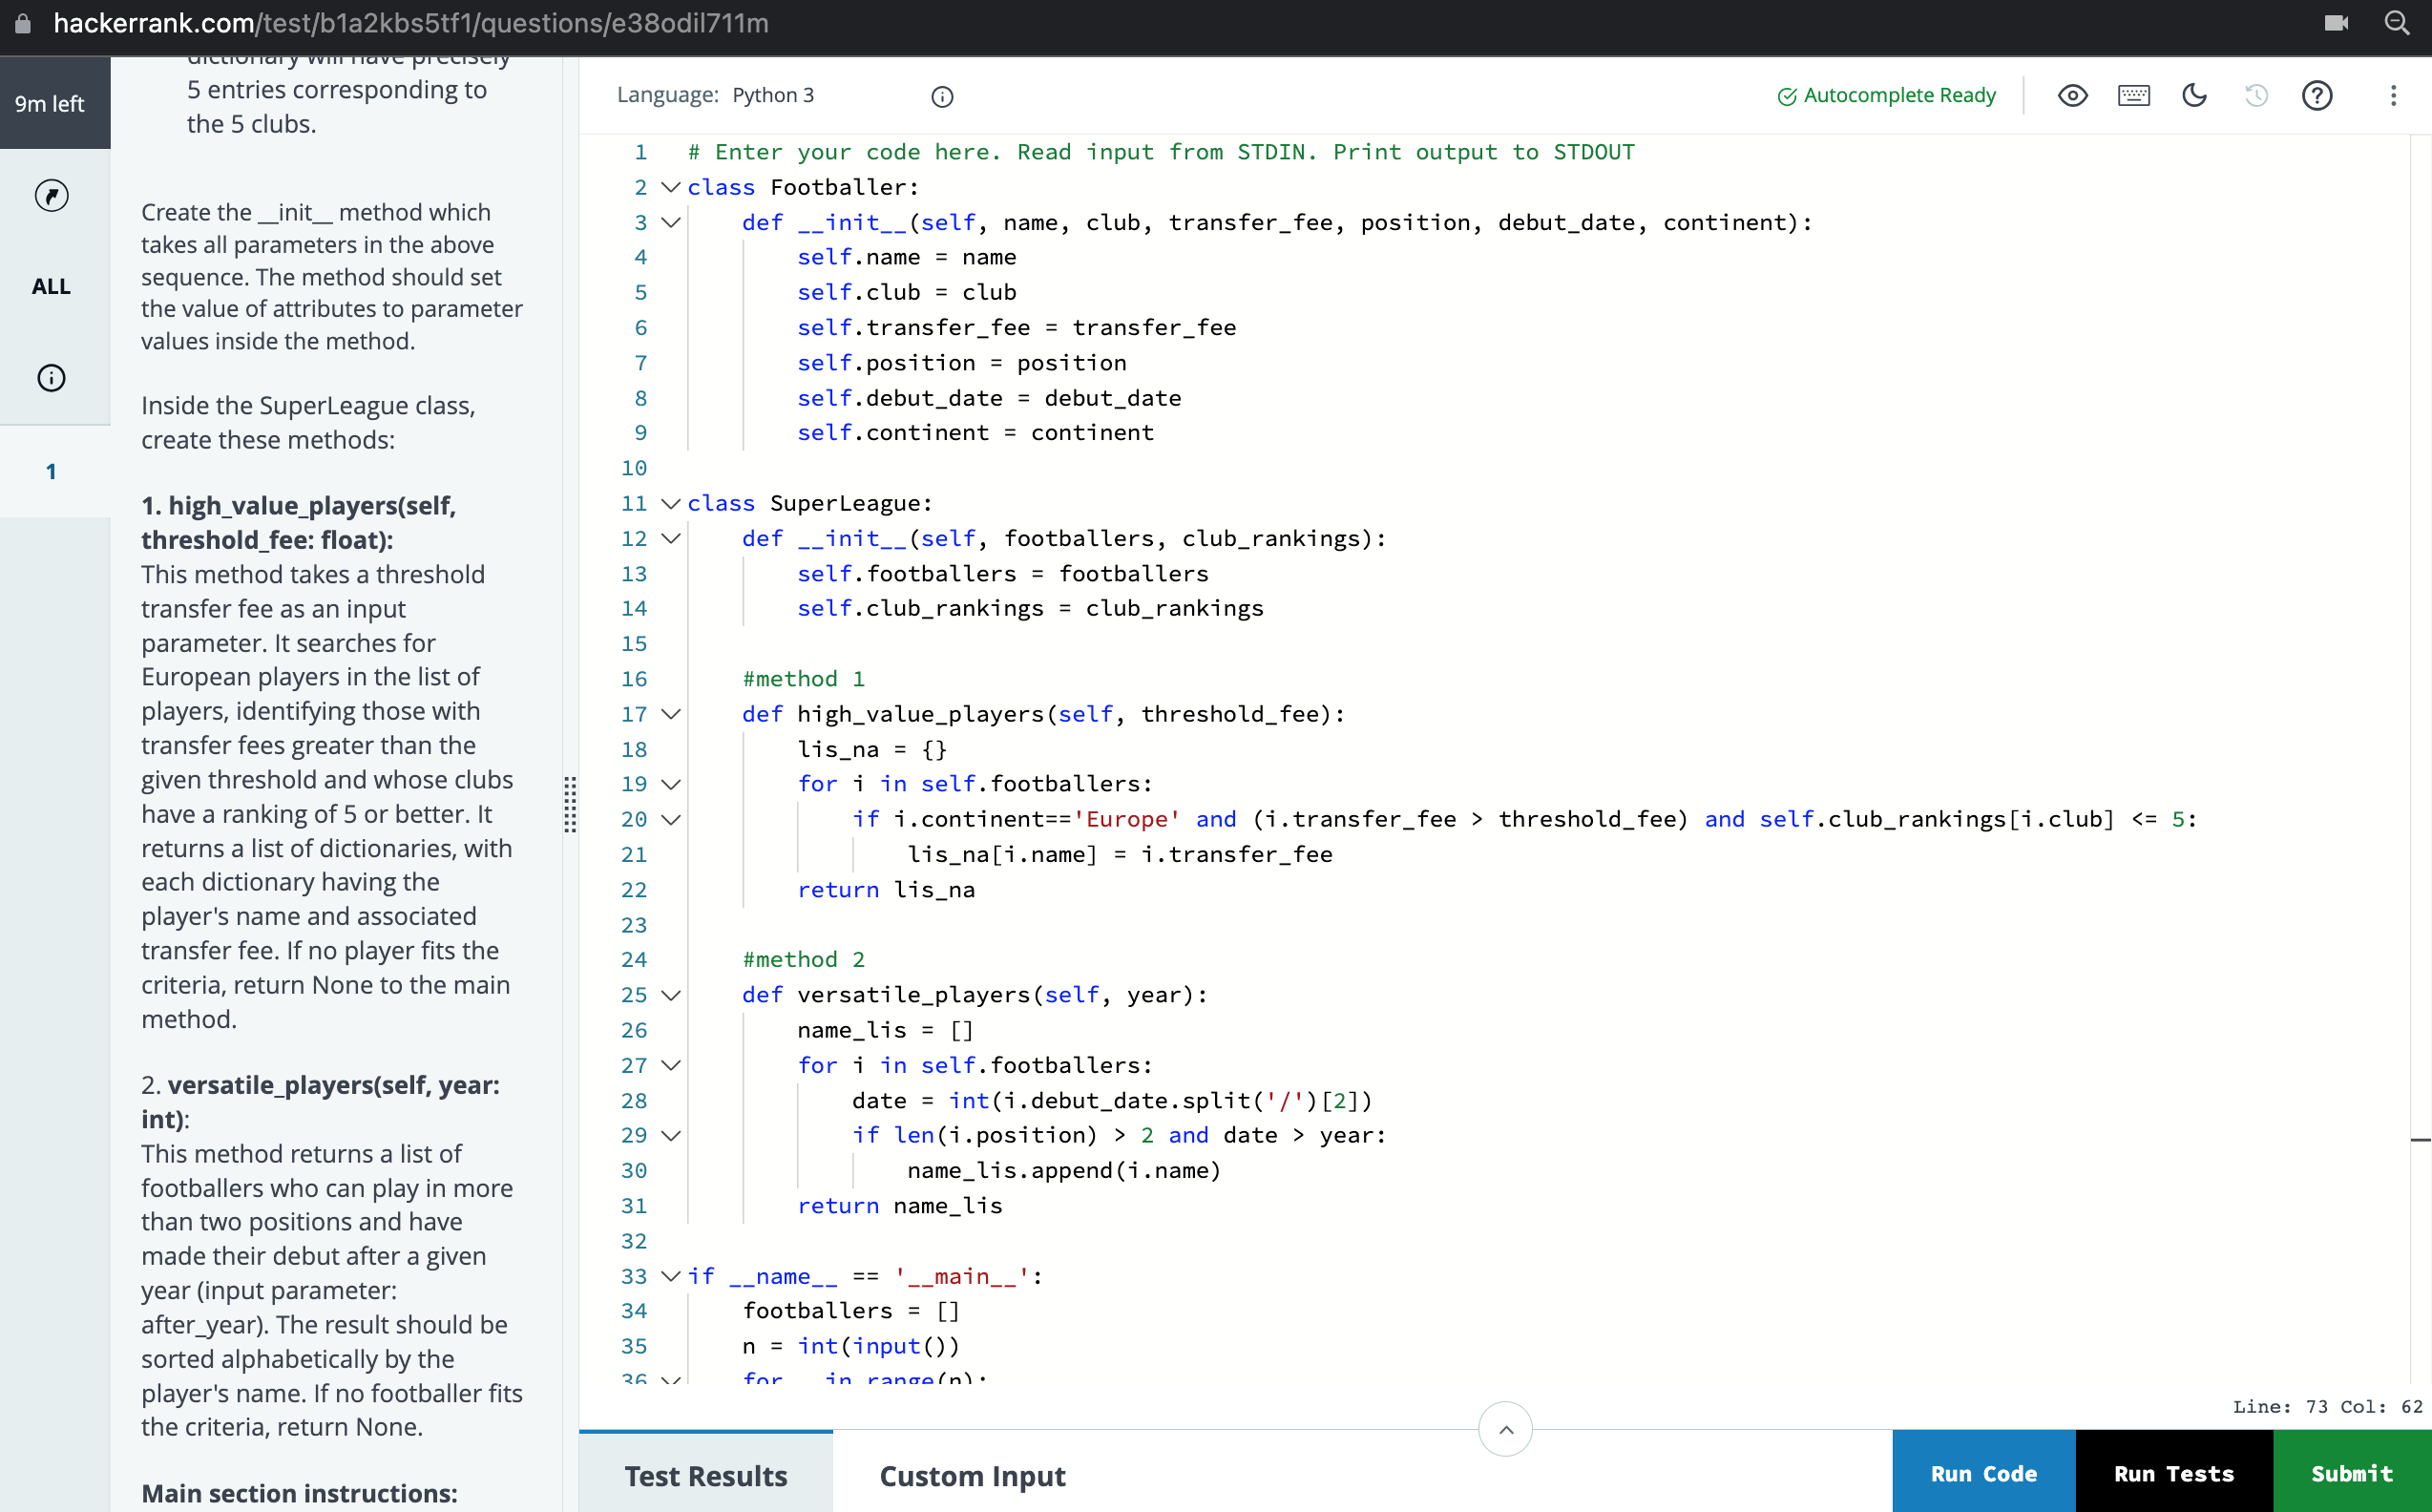 hackerrank.com/test/b1a2kbs5tf1/questions/e38odil711m
9m left
ALL
1
dictionary will have precisely
5 entries corresponding to
the 5 clubs.
Create the __init__ method which
takes all parameters in the above
sequence. The method should set
the value of attributes to parameter
values inside the method.
Inside the SuperLeague class,
create these methods:
1. high_value_players(self,
threshold_fee: float):
This method takes a threshold
transfer fee as an input
parameter. It searches for
European players in the list of
players, identifying those with
transfer fees greater than the
given threshold and whose clubs
have a ranking of 5 or better. It
returns a list of dictionaries, with
each dictionary having the
player's name and associated
transfer fee. If no player fits the
criteria, return None to the main
method.
2. versatile_players(self, year:
int):
This method returns a list of
footballers who can play in more
than two positions and have
made their debut after a given
year (input parameter:
after_year). The result should be
sorted alphabetically by the
player's name. If no footballer fits
the criteria, return None.
Main section instructions:
Language: Python 3
Autocomplete Ready
1 # Enter your code here. Read input from STDIN. Print output to STDOUT
2 class Footballer:
3     def __init__(self, name, club, transfer_fee, position, debut_date, continent):
4         self.name = name
5         self.club = club
6         self.transfer_fee = transfer_fee
7         self.position = position
8         self.debut_date = debut_date
9         self.continent = continent
10
11 class SuperLeague:
12     def __init__(self, footballers, club_rankings):
13         self.footballers = footballers
14         self.club_rankings = club_rankings
15
16     #method 1
17     def high_value_players(self, threshold_fee):
18         lis_na = {}
19         for i in self.footballers:
20             if i.continent=='Europe' and (i.transfer_fee > threshold_fee) and self.club_rankings[i.club] <= 5:
21                 lis_na[i.name] = i.transfer_fee
22         return lis_na
23
24     #method 2
25     def versatile_players(self, year):
26         name_lis = []
27         for i in self.footballers:
28             date = int(i.debut_date.split('/')[2])
29             if len(i.position) > 2 and date > year:
30                 name_lis.append(i.name)
31         return name_lis
32
33 if __name__ == '__main__':
34     footballers = []
35     n = int(input())
36     for _ in range(n):
Line: 73 Col: 62
Test Results
Custom Input
Run Code
Run Tests
Submit